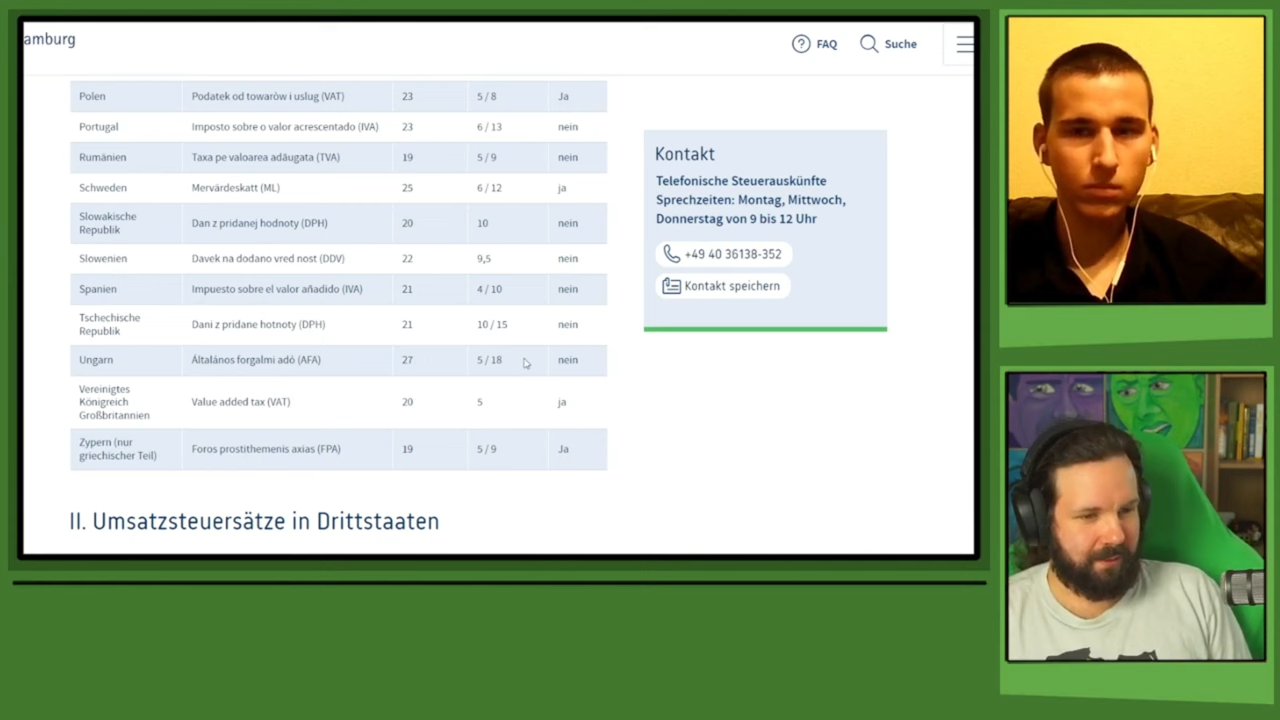 amburg
FAQ
Suche
Polen Podatek od towarów i uslug (VAT) 23 5 / 8 Ja
Portugal Imposto sobre o valor acrescentado (IVA) 23 6 / 13 nein
Rumänien Taxa pe valoarea adăugata (TVA) 19 5 / 9 nein
Schweden Mervärdeskatt (ML) 25 6 / 12 ja
Slowakische
Republik Dan z pridanej hodnoty (DPH) 20 10 nein
Slowenien Davek na dodano vred nost (DDV) 22 9,5 nein
Spanien Impuesto sobre el valor añadido (IVA) 21 4 / 10 nein
Tschechische
Republik Dani z pridane hotnoty (DPH) 21 10 / 15 nein
Ungarn Általános forgalmi adó (AFA) 27 5 / 18 nein
Vereinigtes
Königreich
Großbritannien Value added tax (VAT) 20 5 ja
Zypern (nur
griechischer Teil) Foros prostithemenis axias (FPA) 19 5 / 9 Ja
II. Umsatzsteuersätze in Drittstaaten
Kontakt
Telefonische Steuerauskünfte
Sprechzeiten: Montag, Mittwoch,
Donnerstag von 9 bis 12 Uhr
+49 40 36138-352
Kontakt speichern